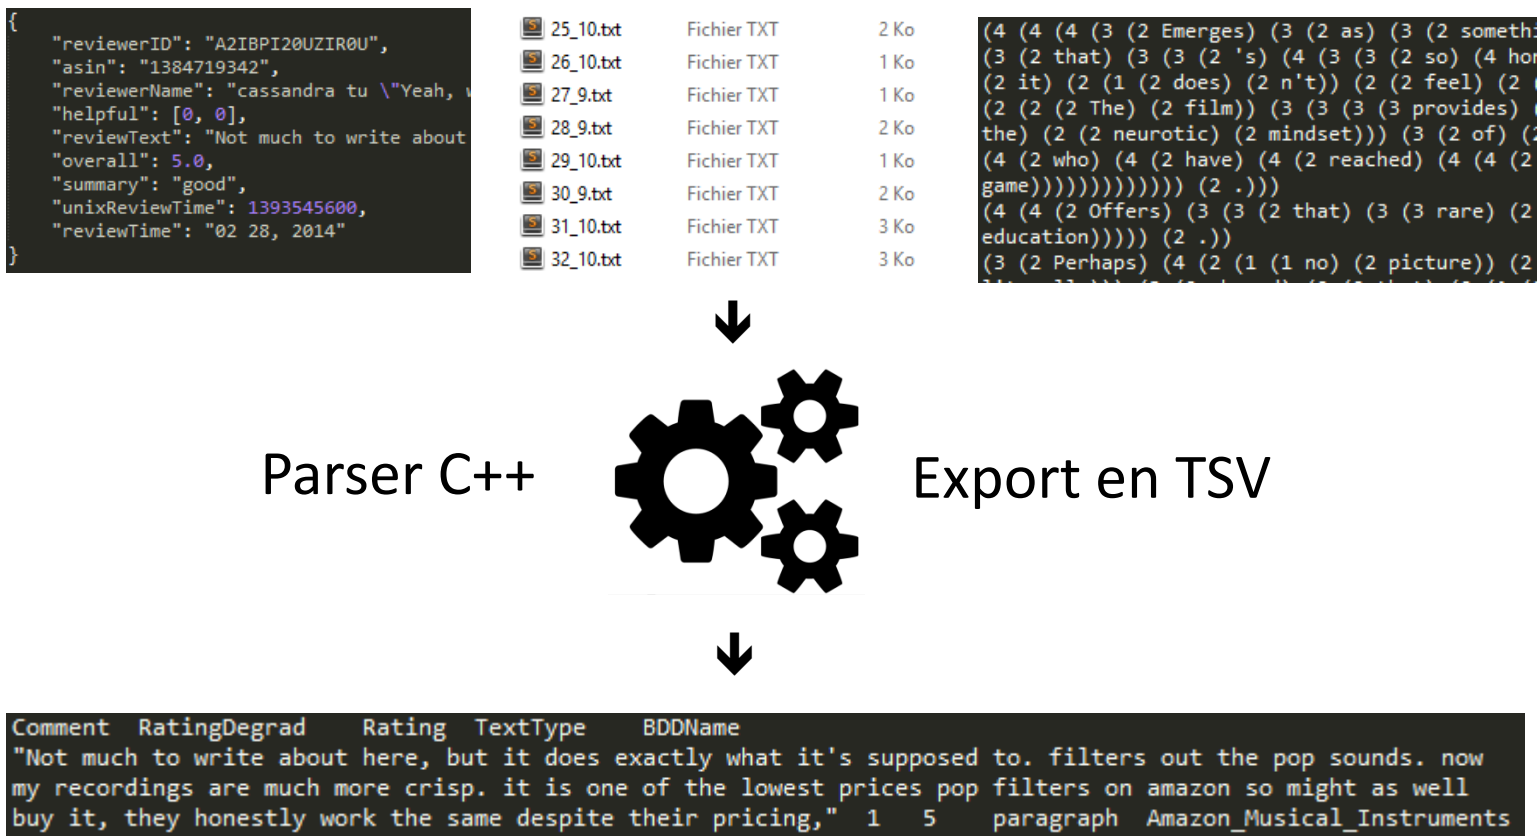 {
"reviewerID": "A2IBPI20UZIR0U",
"asin": "1384719342",
"reviewerName": "cassandra tu \"Yeah,
"helpful": [0, 0],
"reviewText": "Not much to write about
"overall": 5.0,
"summary": "good",
"unixReviewTime": 1393545600,
"reviewTime": "02 28, 2014"
}
25_10.txt Fichier TXT 2 Ko
26_10.txt Fichier TXT 1 Ko
27_9.txt Fichier TXT 1 Ko
28_9.txt Fichier TXT 2 Ko
29_10.txt Fichier TXT 1 Ko
30_9.txt Fichier TXT 2 Ko
31_10.txt Fichier TXT 3 Ko
32_10.txt Fichier TXT 3 Ko
(4 (4 (4 (3 (2 Emerges) (3 (2 as) (3 (2 somethi
(3 (2 that) (3 (3 (2 's) (4 (3 (3 (2 so) (4 hon
(2 it) (2 (1 (2 does) (2 n't)) (2 (2 feel) (2
(2 (2 (2 The) (2 film)) (3 (3 (3 (3 provides) (
the) (2 (2 neurotic) (2 mindset))) (3 (2 of) (2
(4 (2 who) (4 (2 have) (4 (2 reached) (4 (4 (2
game))))))))))))) (2 .)))
(4 (4 (2 Offers) (3 (3 (2 that) (3 (3 rare) (2
education))))) (2 .))
(3 (2 Perhaps) (4 (2 (1 (1 no) (2 picture)) (2
Parser C++
Export en TSV
Comment RatingDegrad Rating TextType BDDName
"Not much to write about here, but it does exactly what it's supposed to. filters out the pop sounds. now
my recordings are much more crisp. it is one of the lowest prices pop filters on amazon so might as well
buy it, they honestly work the same despite their pricing," 1 5 paragraph Amazon_Musical_Instruments